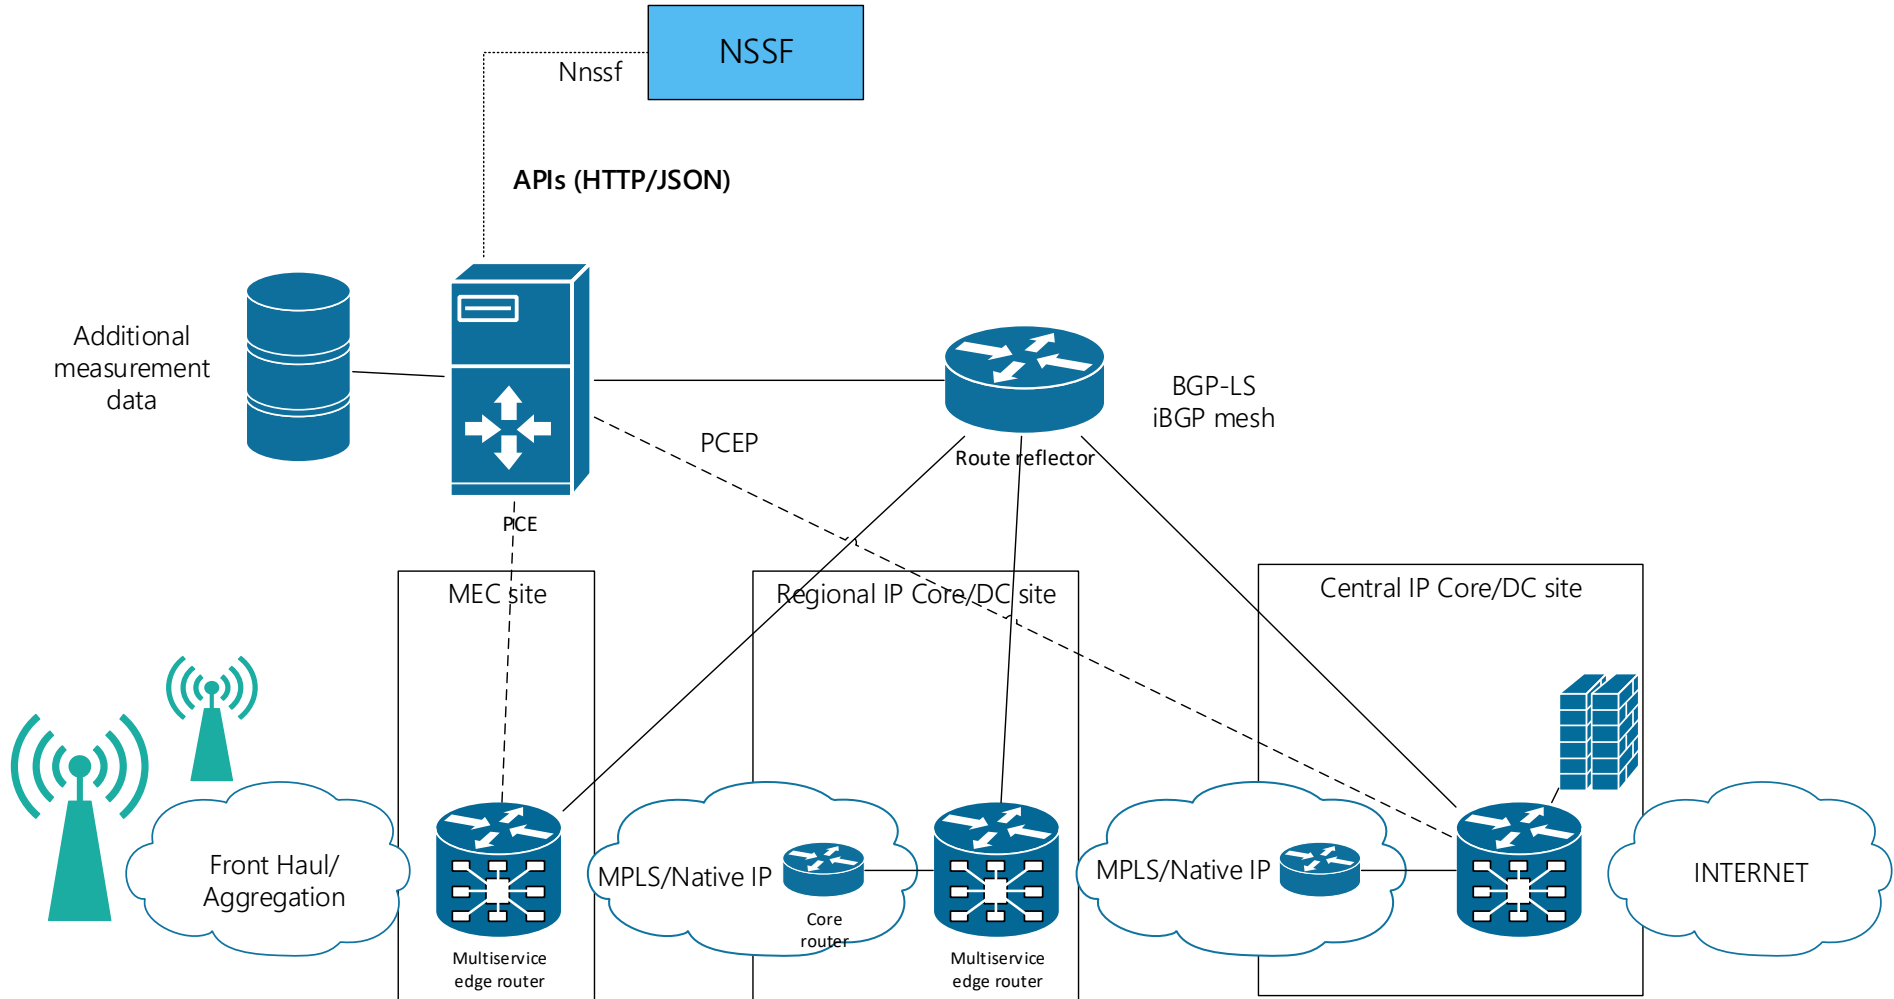 NSSF
Nnssf
APIs (HTTP/JSON)
Additional
measurement
data
BGP-LS
iBGP mesh
PCEP
Route reflector
PCE
MEC site
Regional IP Core/DC site
Central IP Core/DC site
Front Haul/
Aggregation
MPLS/Native IP
MPLS/Native IP
INTERNET
Core
router
Multiservice
edge router
Multiservice
edge router